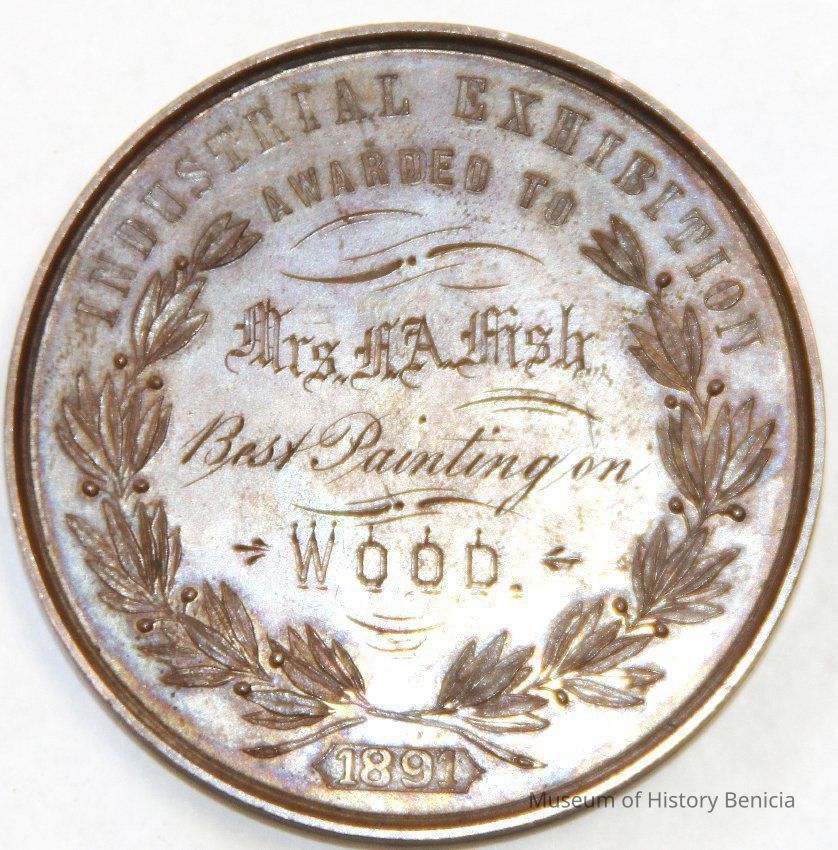 INDUSTRIAL EXHIBITION
AWARDED TO
Mrs. F. A. Fish
Best Painting on
WOOD.
1891
Museum of History Benicia